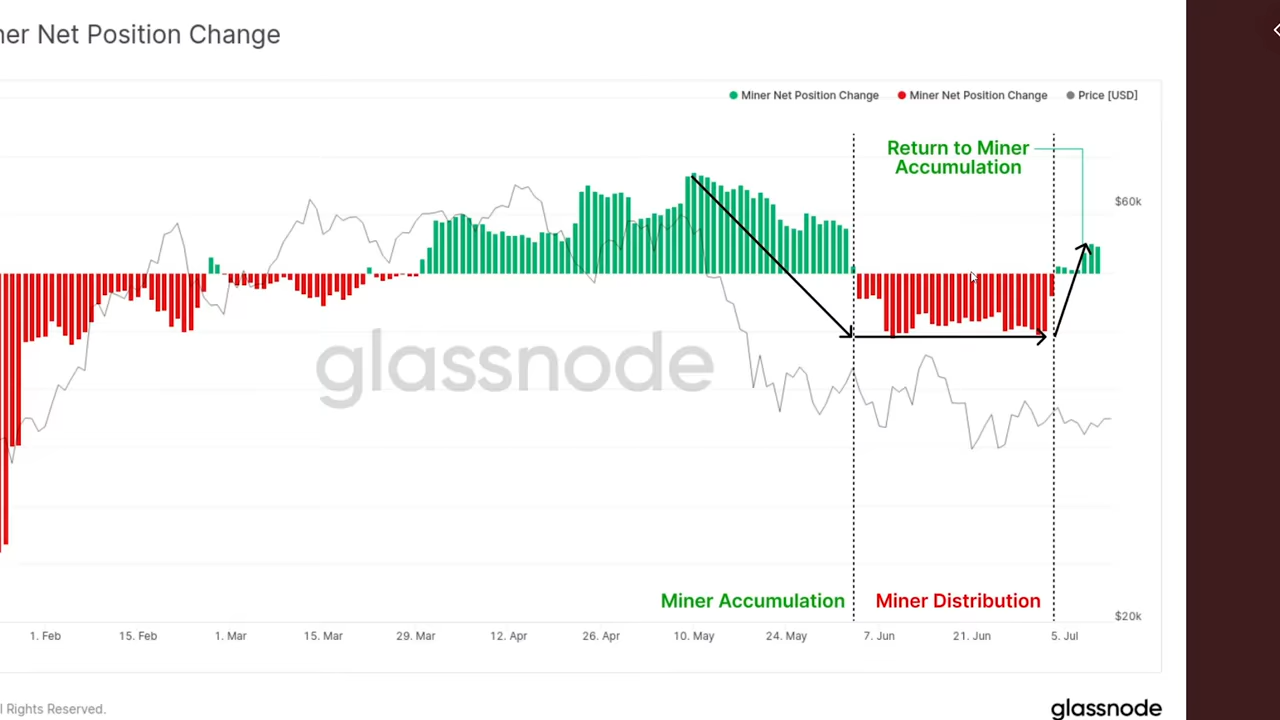 ner Net Position Change
Miner Net Position Change Miner Net Position Change Price [USD]
Return to Miner
Accumulation
$60k
glassnode
Miner Accumulation Miner Distribution
$20k
1. Feb 15. Feb 1. Mar 15. Mar 29. Mar 12. Apr 26. Apr 10. May 24. May 7. Jun 21. Jun 5. Jul
l Rights Reserved.
glassnode